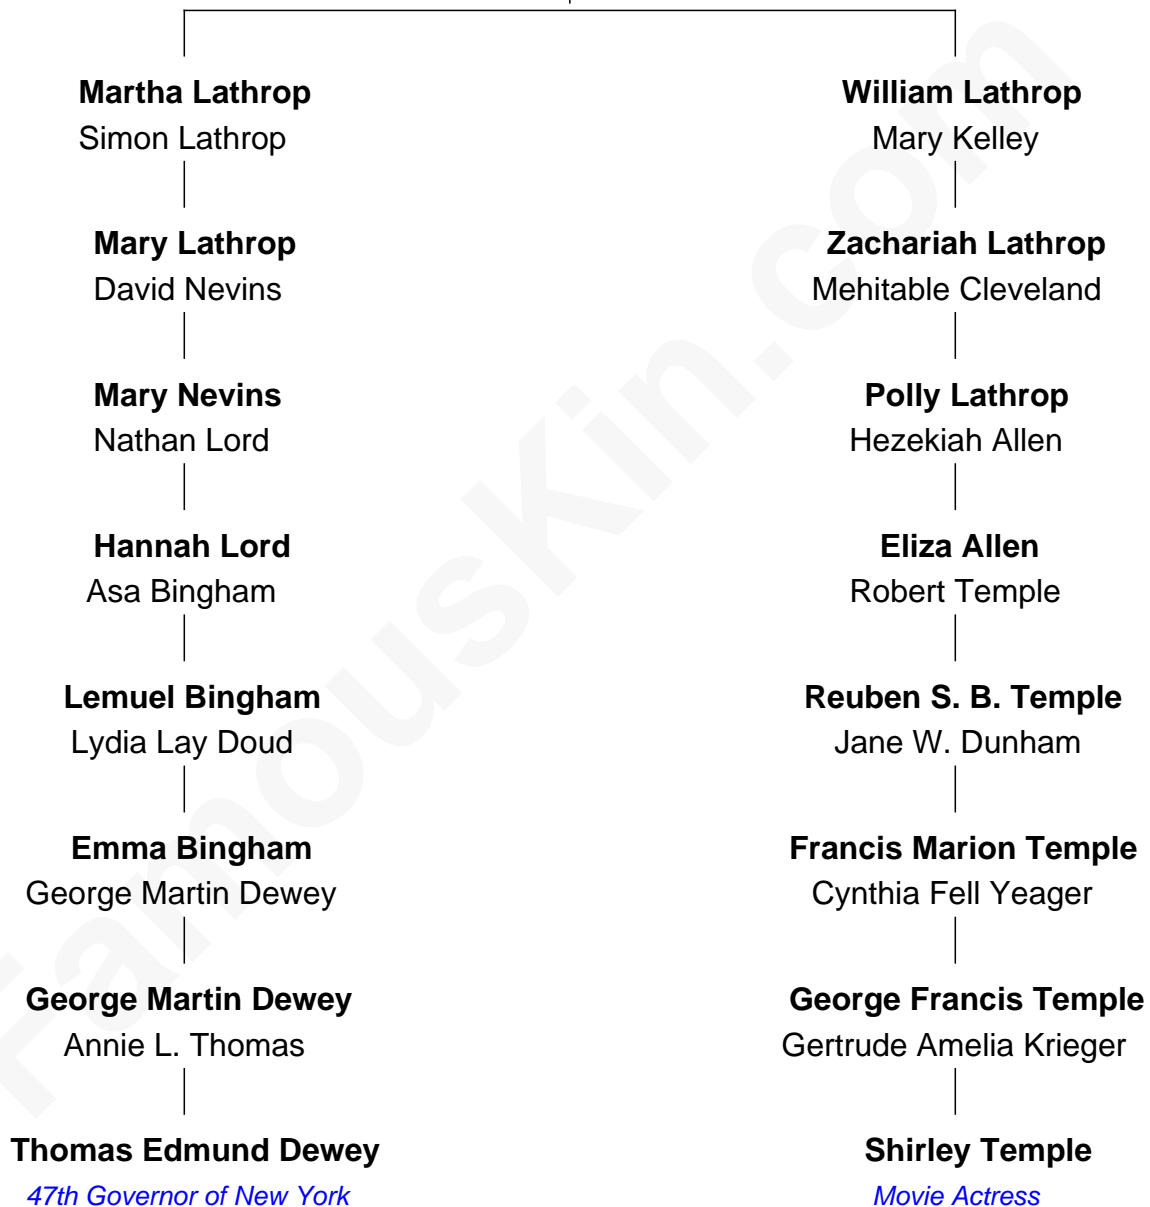 Martha Lathrop
Simon Lathrop
Mary Lathrop
David Nevins
Mary Nevins
Nathan Lord
Hannah Lord
Asa Bingham
Lemuel Bingham
Lydia Lay Doud
Emma Bingham
George Martin Dewey
George Martin Dewey
Annie L. Thomas
Thomas Edmund Dewey
47th Governor of New York
William Lathrop
Mary Kelley
Zachariah Lathrop
Mehitable Cleveland
Polly Lathrop
Hezekiah Allen
Eliza Allen
Robert Temple
Reuben S. B. Temple
Jane W. Dunham
Francis Marion Temple
Cynthia Fell Yeager
George Francis Temple
Gertrude Amelia Krieger
Shirley Temple
Movie Actress
FamousKin.com